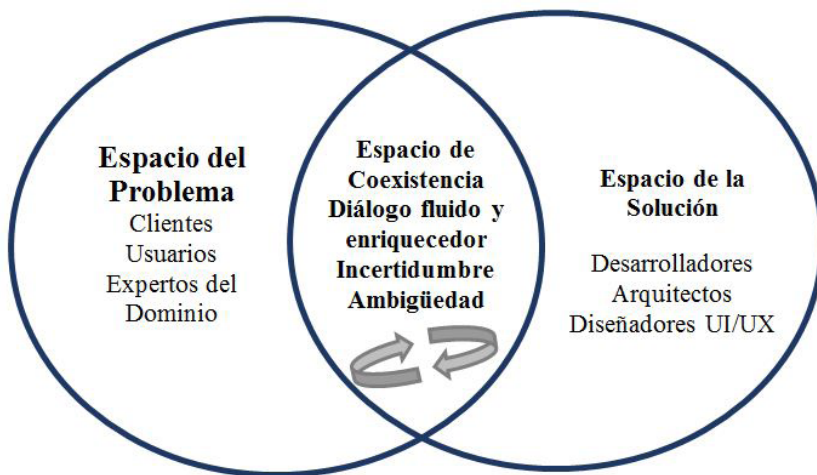 Espacio del
Problema
Clientes
Usuarios
Expertos del
Dominio
Espacio de
Coexistencia
Diálogo fluido y
enriquecedor
Incertidumbre
Ambigüedad
Espacio de la
Solución
Desarrolladores
Arquitectos
Diseñadores UI/UX